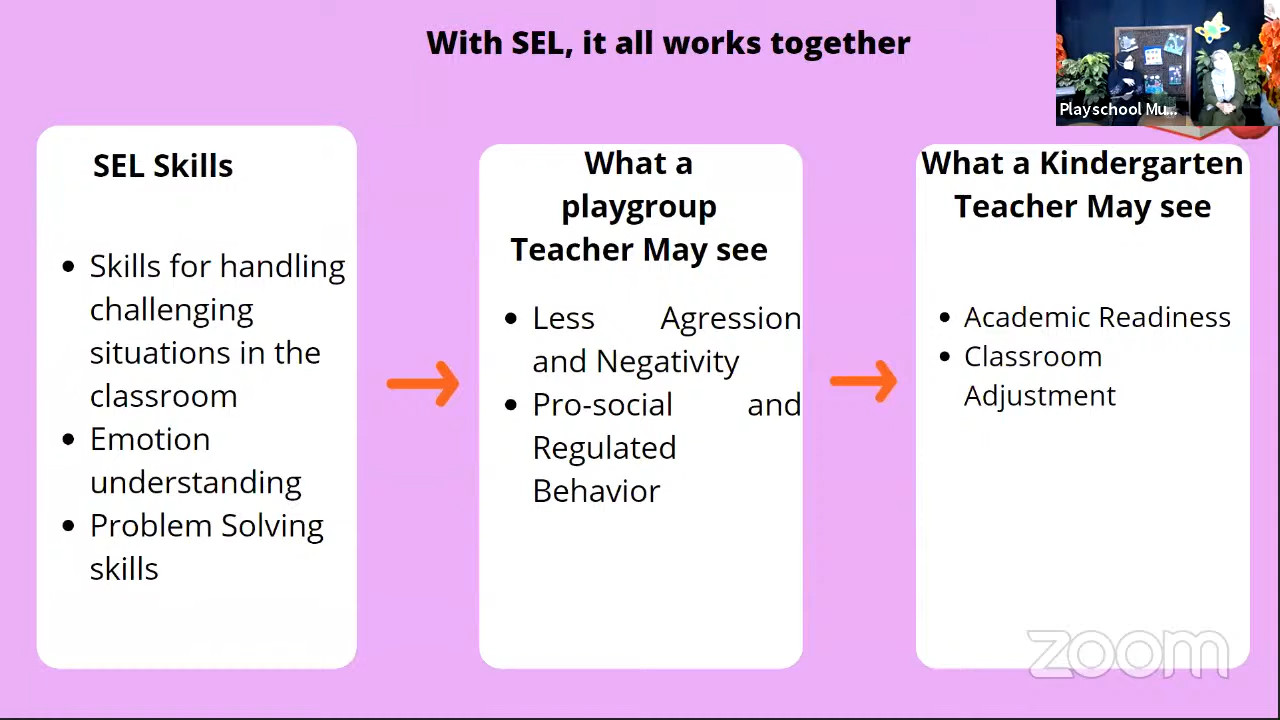 With SEL, it all works together
Playschool Mu...
SEL Skills
• Skills for handling
challenging
situations in the
classroom
• Emotion
understanding
• Problem Solving
skills
What a
playgroup
Teacher May see
• Less Agression
and Negativity
• Pro-social and
Regulated
Behavior
What a Kindergarten
Teacher May see
• Academic Readiness
• Classroom
Adjustment
zoom